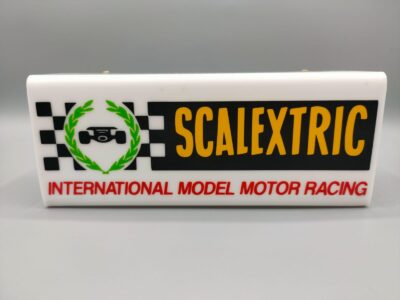 SCALEXTRIC
INTERNATIONAL MODEL MOTOR RACING